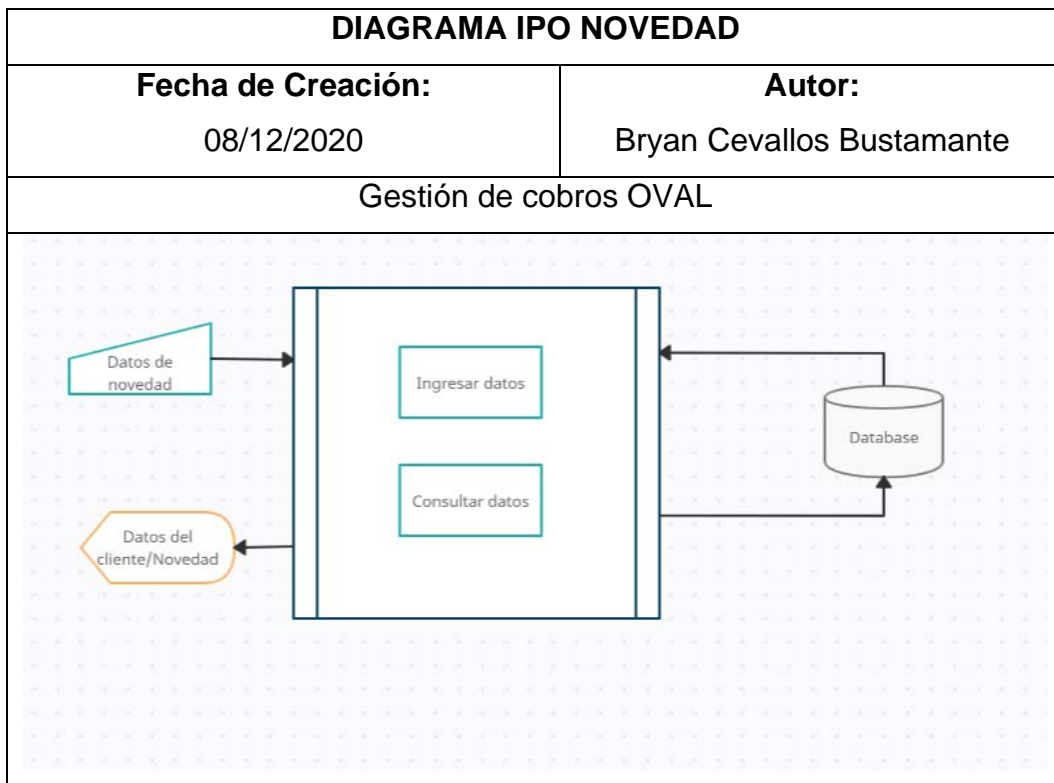 DIAGRAMA IPO NOVEDAD
Fecha de Creación:
08/12/2020
Autor:
Bryan Cevallos Bustamante
Gestión de cobros OVAL
Datos de
novedad
Ingresar datos
Database
Consultar datos
Datos del
cliente/Novedad